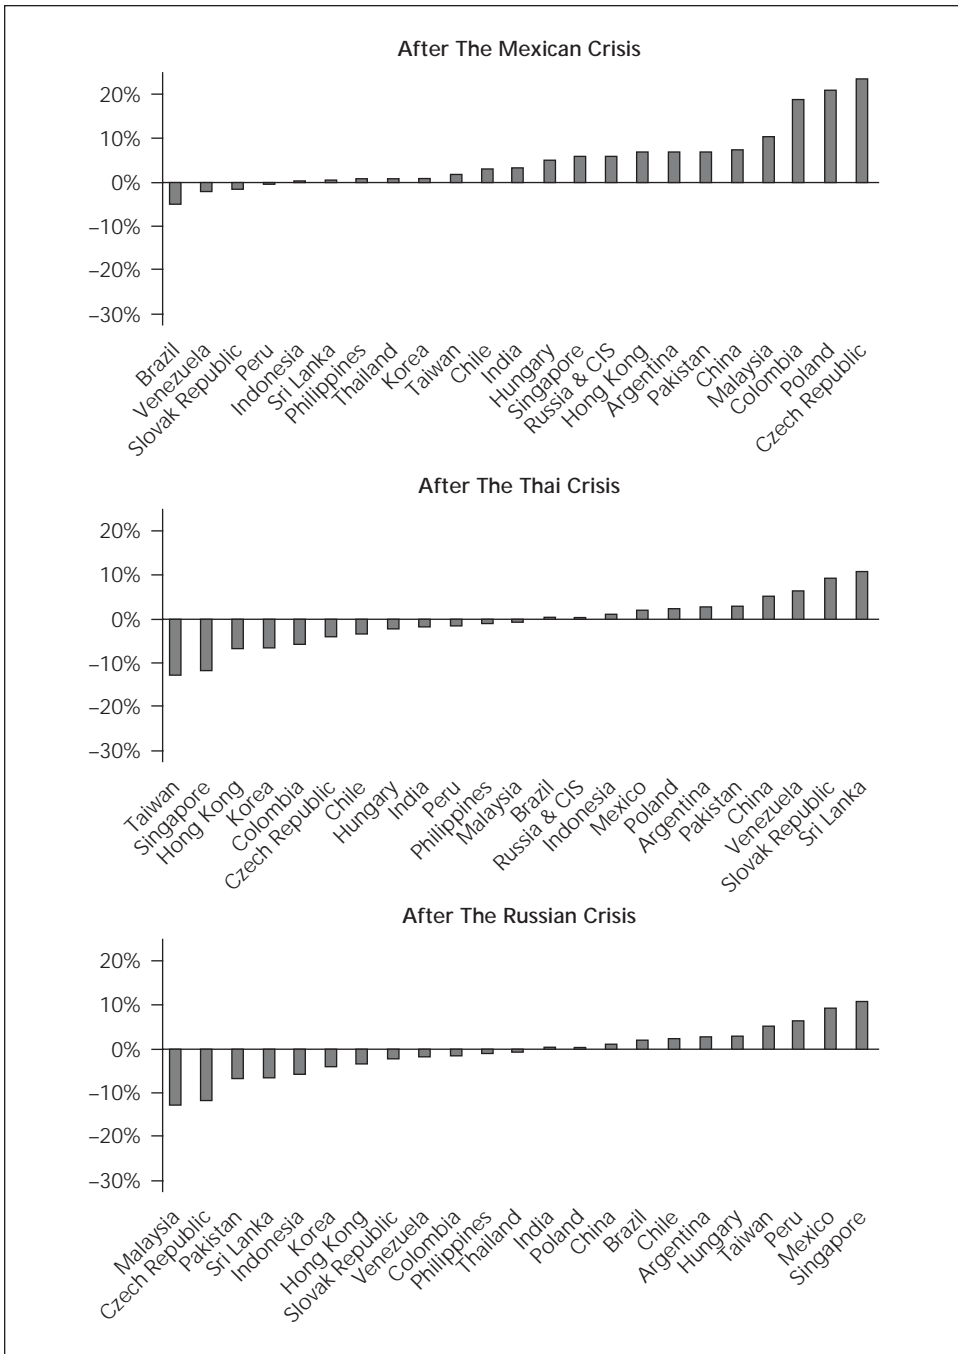 After The Mexican Crisis
20%
10%
0%
–10%
–20%
–30%
Brazil
Venezuela
Slovak Republic
Peru
Indonesia
Sri Lanka
Philippines
Thailand
Korea
Taiwan
Chile
India
Hungary
Singapore
Russia & CIS
Hong Kong
Argentina
Pakistan
China
Malaysia
Colombia
Poland
Czech Republic
After The Thai Crisis
20%
10%
0%
–10%
–20%
–30%
Taiwan
Singapore
Hong Kong
Korea
Colombia
Czech Republic
Chile
Hungary
India
Peru
Philippines
Malaysia
Brazil
Russia & CIS
Indonesia
Mexico
Poland
Argentina
Pakistan
China
Venezuela
Slovak Republic
Sri Lanka
After The Russian Crisis
20%
10%
0%
–10%
–20%
–30%
Malaysia
Czech Republic
Pakistan
Sri Lanka
Indonesia
Korea
Hong Kong
Slovak Republic
Venezuela
Colombia
Philippines
Thailand
India
Poland
China
Brazil
Chile
Argentina
Hungary
Taiwan
Peru
Mexico
Singapore